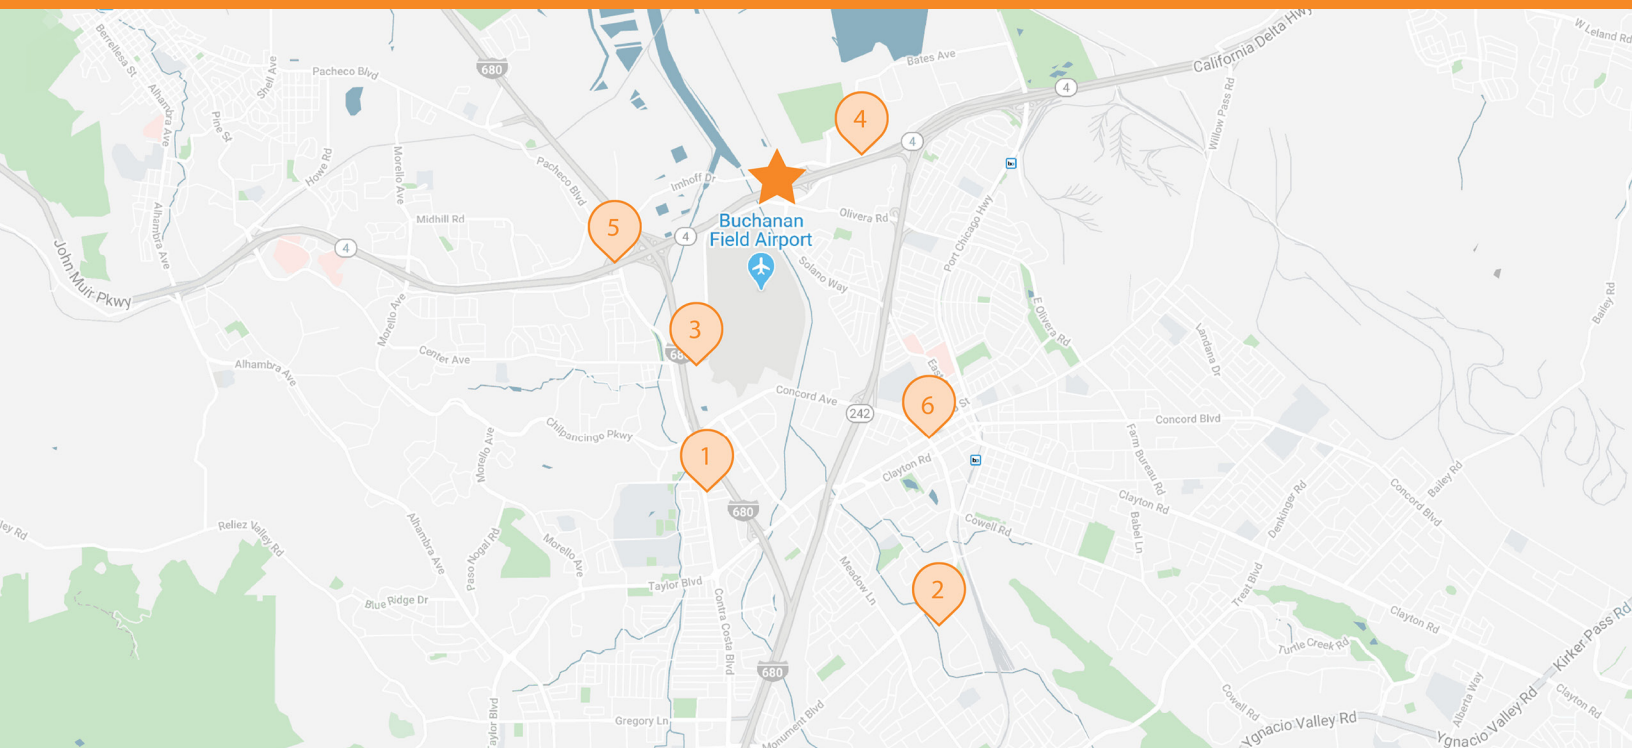 W Leland Rd
California Delta Hwy
Berrellesa St
Bates Ave
Shell Ave
680
Pacheco Blvd
4
Alhambra Ave
Pine St
4
Willow Pass Rd
4
Howe Rd
Morello Ave
Pacheco Blvd
Imhoff Dr
Olivera Rd
Midhill Rd
Alhambra Ave
5
4
Buchanan
Field Airport
Port Chicago Hwy
4
John Muir Pkwy
Solano Way
Bailey Rd
Morello Ave
E Olivera Rd
3
Landana Dr
Center Ave
Alhambra Ave
Concord Ave
6
St
242
Concord Blvd
Chilpancingo Pkwy
Morello Ave
1
Farm Bureau Rd
Clayton Rd
Bailey Rd
Concord Blvd
Clayton Rd
Denkinger Rd
680
Babel Ln
Cowell Rd
Reliez Valley Rd
Alhambra Ave
Paso Nogal Rd
Morello Ave
Taylor Blvd
Meadow Ln
2
Treat Blvd
Blue Ridge Dr
Contra Costa Blvd
Clayton Rd
Kirker Pass Rd
Turtle Creek Rd
680
Cowell Rd
Alberta Way
Clayton Rd
Gregory Ln
Monument Blvd
Ygnacio Valley Rd
Ygnacio Valley Rd